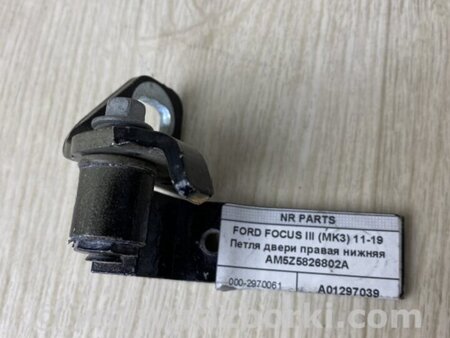 NR PARTS
FORD FOCUS III (MK3) 11-19
Петля двери правая нижняя
AM5Z5826802A
000-2970061 A01297039